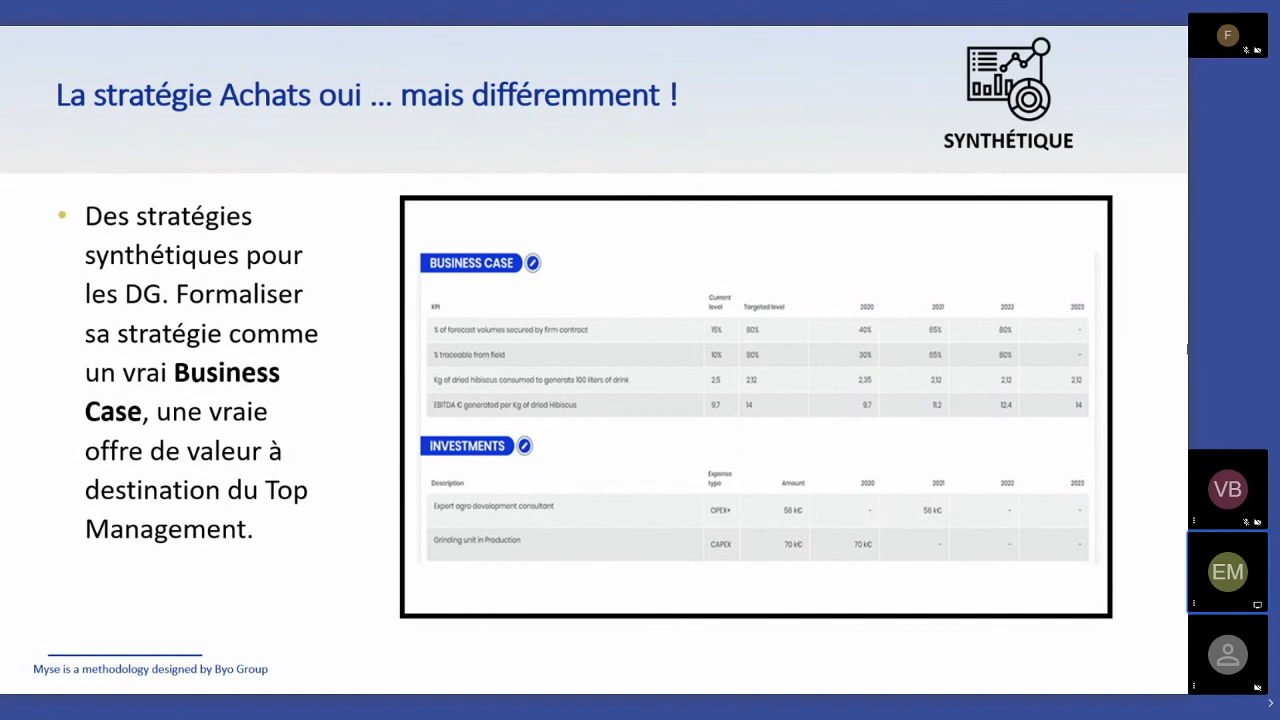 La stratégie Achats oui ... mais différemment !
SYNTHÉTIQUE
• Des stratégies
synthétiques pour
les DG. Formaliser
sa stratégie comme
un vrai Business
Case, une vraie
offre de valeur à
destination du Top
Management.
BUSINESS CASE
KPI Current level Targeted level 2020 2021 2022 2023
% of forecast volumes secured by firm contract 15% 80% 40% 65% 80% -
% traceable from field 10% 80% 30% 65% 80% -
Kg of dried hibiscus consumed to generate 100 liters of drink 2,5 2,12 2,35 2,12 2,12 2,12
EBITDA € generated per Kg of dried Hibiscus 9,7 14 9,7 11,2 12,4 14
INVESTMENTS
Description Expense type Amount 2020 2021 2022 2023
Expert agro development consultant OPEX+ 56 k€ - 56 k€ - -
Grinding unit in Production CAPEX 70 k€ 70 k€ - - -
Myse is a methodology designed by Byo Group
F
VB
EM